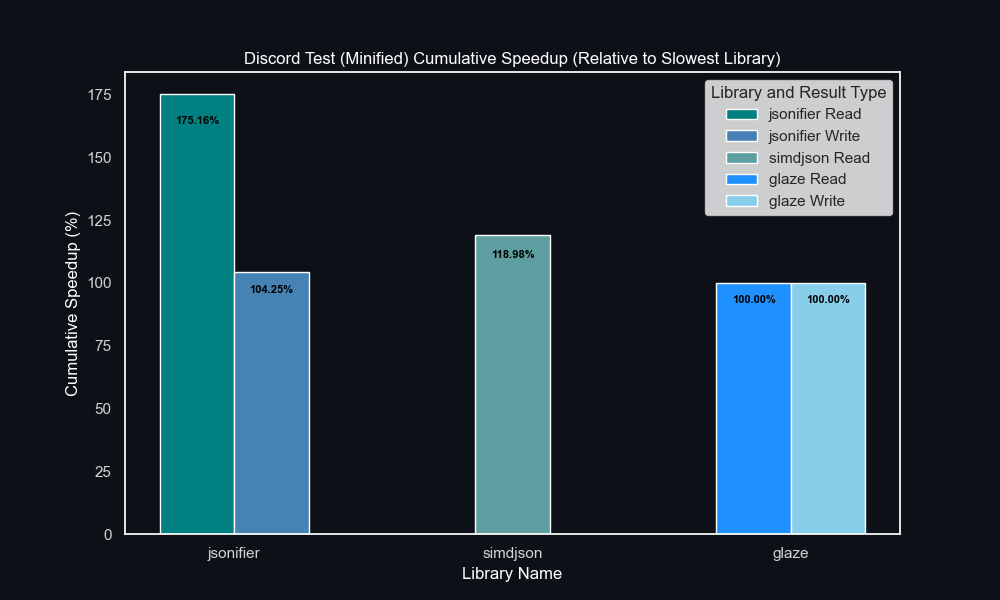 Discord Test (Minified) Cumulative Speedup (Relative to Slowest Library)
Library and Result Type
jsonifier Read
jsonifier Write
simdjson Read
glaze Read
glaze Write
Cumulative Speedup (%)
175
150
125
100
75
50
25
0
175.16%
104.25%
118.98%
100.00%
100.00%
jsonifier
simdjson
glaze
Library Name